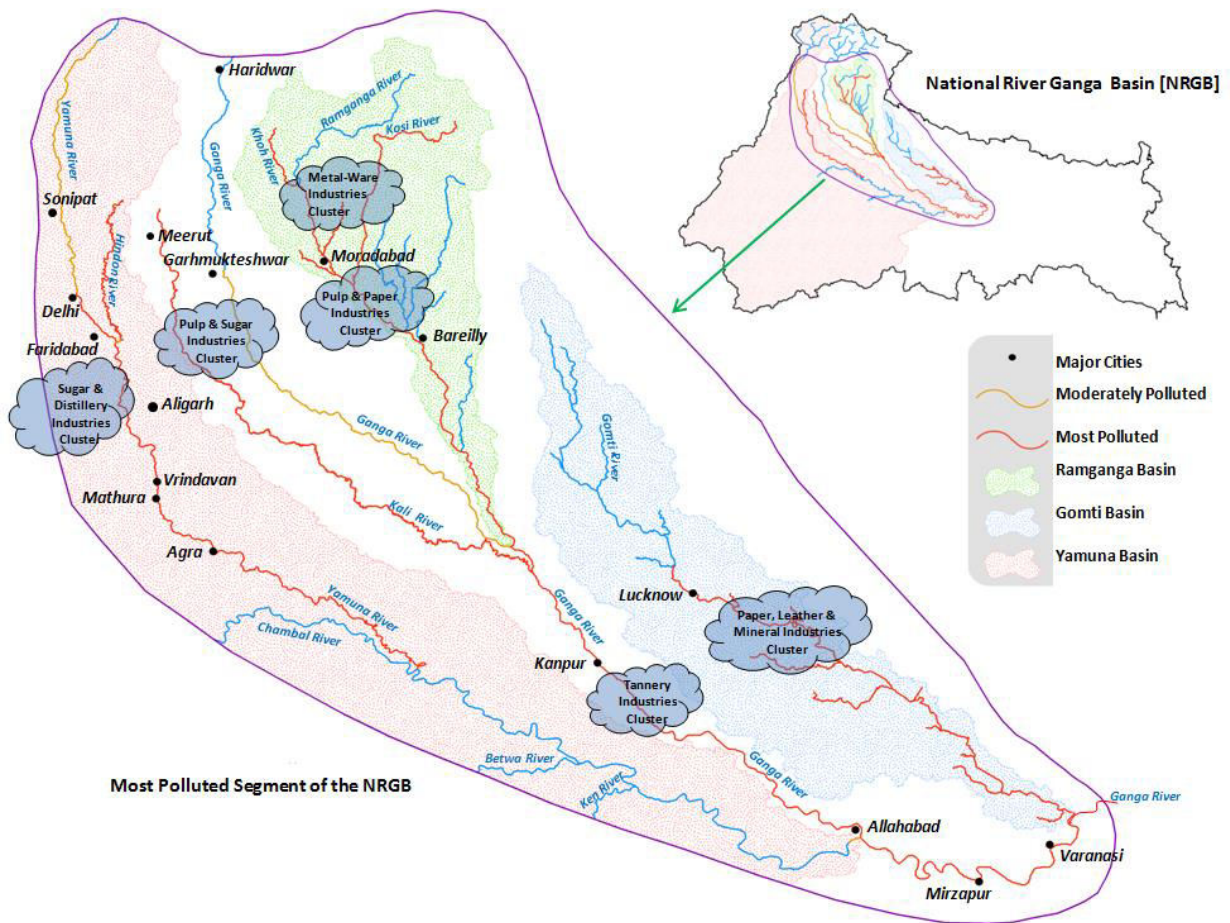 National River Ganga Basin [NRGB]
Haridwar
Yamuna River
Ganga River
Khoh River
Ramganga River
Kosi River
Metal-Ware
Industries
Cluster
Sonipat
Meerut
Garhmukteshwar
Hindon River
Moradabad
Delhi
Pulp & Paper
Industries
Cluster
Faridabad
Pulp & Sugar
Industries
Cluster
Bareilly
Sugar &
Distillery
Industries
Cluster
Aligarh
Ganga River
Gomti River
Vrindavan
Mathura
Kali River
Agra
Yamuna River
Chambal River
Ganga River
Lucknow
Paper, Leather &
Mineral Industries
Cluster
Kanpur
Tannery
Industries
Cluster
Betwa River
Ken River
Ganga River
Ganga River
Allahabad
Varanasi
Mirzapur
Most Polluted Segment of the NRGB
Major Cities
Moderately Polluted
Most Polluted
Ramganga Basin
Gomti Basin
Yamuna Basin